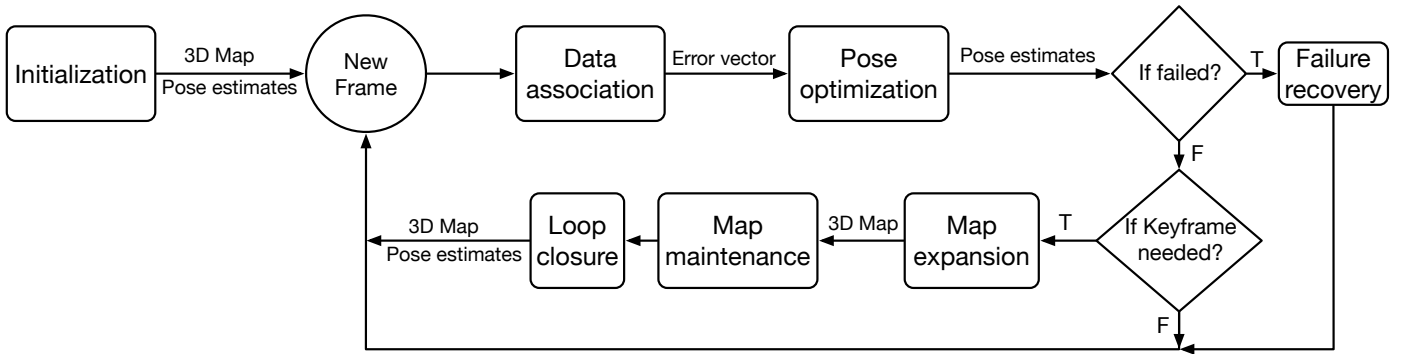 Initialization
3D Map
Pose estimates
New
Frame
Data
association
Error vector
Pose
optimization
Pose estimates
If failed?
T
Failure
recovery
F
If Keyframe
needed?
T
Map
expansion
3D Map
Map
maintenance
Loop
closure
3D Map
Pose estimates
F